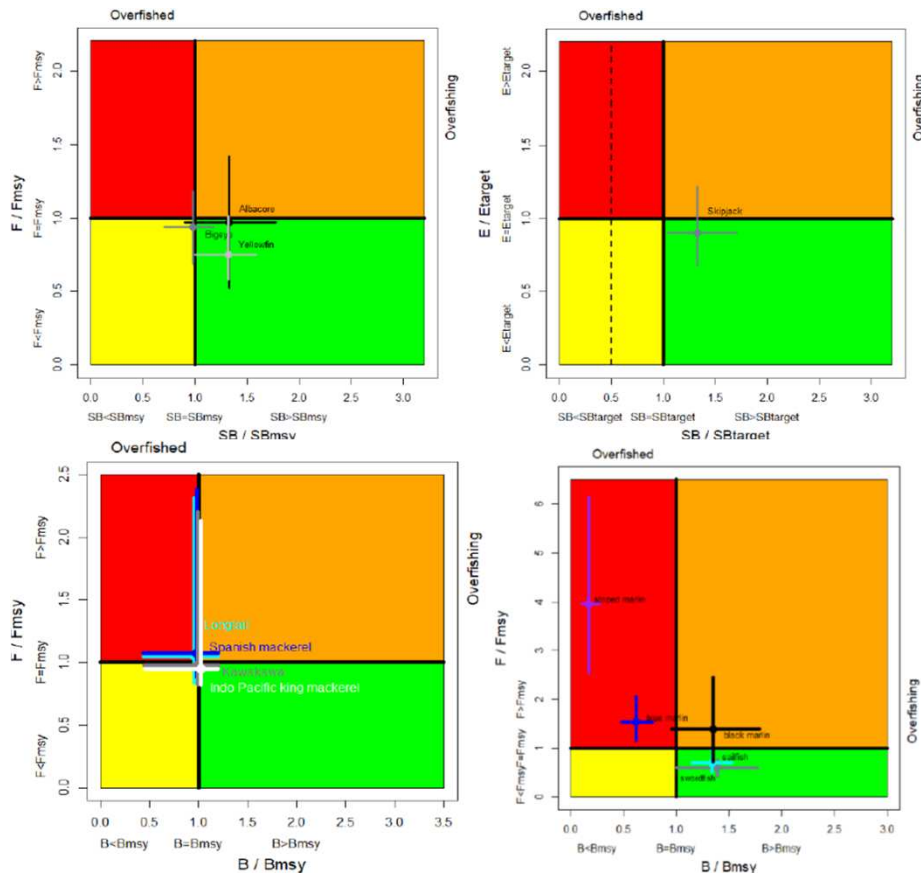 Overfished
Overfishing
F / Fmsy
F>Fmsy
F=Fmsy
F<Fmsy
2.0
1.5
1.0
0.5
0.0
Albacore
Bigeye
Yellowfin
0.0 0.5 1.0 1.5 2.0 2.5 3.0
SB<SBmsy SB=SBmsy SB>SBmsy
SB / SBmsy
Overfished
Overfishing
E / Etarget
E>Etarget
E=Etarget
E<Etarget
2.0
1.5
1.0
0.5
0.0
Skipjack
0.0 0.5 1.0 1.5 2.0 2.5 3.0
SB<SBtarget SB=SBtarget SB>SBtarget
SB / SBtarget
Overfished
Overfishing
F / Fmsy
F>Fmsy
F=Fmsy
F<Fmsy
2.5
2.0
1.5
1.0
0.5
0.0
Longtail
Spanish mackerel
Kawakawa
Indo Pacific king mackerel
0.0 0.5 1.0 1.5 2.0 2.5 3.0 3.5
B<Bmsy B=Bmsy B>Bmsy
B / Bmsy
Overfished
Overfishing
F / Fmsy
F>Fmsy
F=Fmsy
F<Fmsy
6
5
4
3
2
1
0
striped marlin
blue marlin
black marlin
sailfish
swordfish
0.0 0.5 1.0 1.5 2.0 2.5 3.0
B<Bmsy B=Bmsy B>Bmsy
B / Bmsy